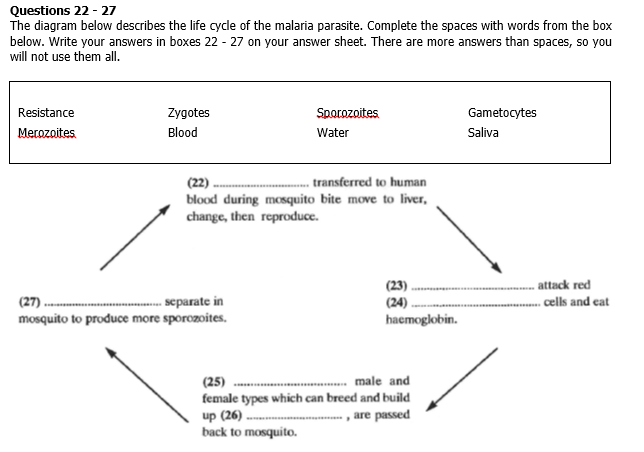 Questions 22 - 27
The diagram below describes the life cycle of the malaria parasite. Complete the spaces with words from the box
below. Write your answers in boxes 22 - 27 on your answer sheet. There are more answers than spaces, so you
will not use them all.
Resistance Zygotes Sporozoites Gametocytes
Merozoites Blood Water Saliva
(22) .............................. transferred to human
blood during mosquito bite move to liver,
change, then reproduce.
(23) .............................. attack red
(24) .............................. cells and eat
haemoglobin.
(25) .............................. male and
female types which can breed and build
up (26) .............................. , are passed
back to mosquito.
(27) .............................. separate in
mosquito to produce more sporozoites.